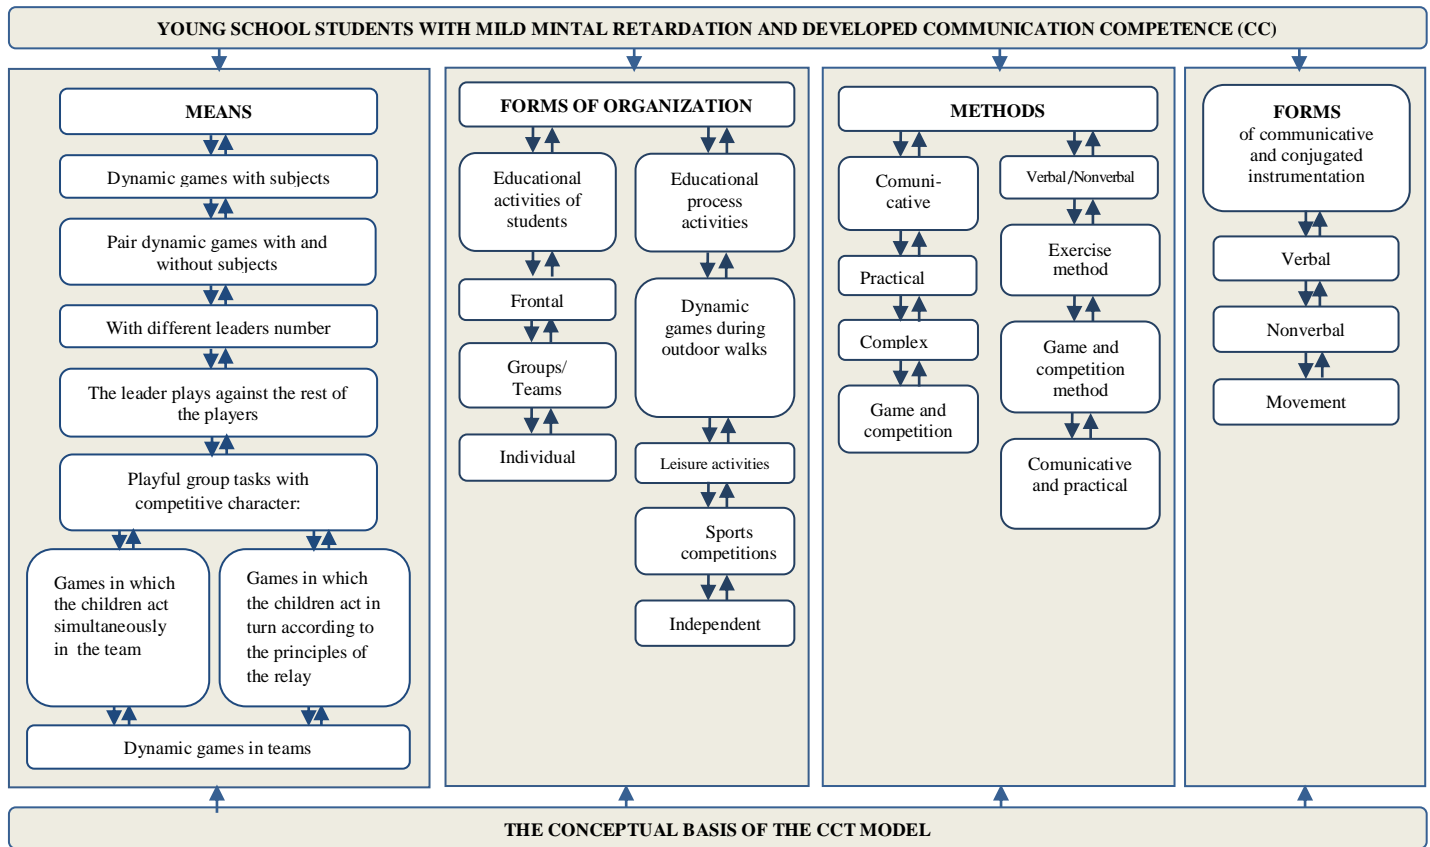 YOUNG SCHOOL STUDENTS WITH MILD MENTAL RETARDATION AND DEVELOPED COMMUNICATION COMPETENCE (CC)
MEANS
Dynamic games with subjects
Pair dynamic games with and
without subjects
With different leaders number
The leader plays against the rest of
the players
Playful group tasks with
competitive character:
Games in which
the children act
simultaneously
in the team
Games in which
the children act in
turn according to
the principles of
the relay
Dynamic games in teams
FORMS OF ORGANIZATION
Educational
activities of
students
Frontal
Groups/
Teams
Individual
Educational
process
activities
Dynamic
games during
outdoor walks
Leisure activities
Sports
competitions
Independent
METHODS
Comuni-
cative
Practical
Complex
Game and
competition
Verbal/Nonverbal
Exercise
method
Game and
competition
method
Comunicative
and practical
FORMS
of communicative
and conjugated
instrumentation
Verbal
Nonverbal
Movement
THE CONCEPTUAL BASIS OF THE CCT MODEL